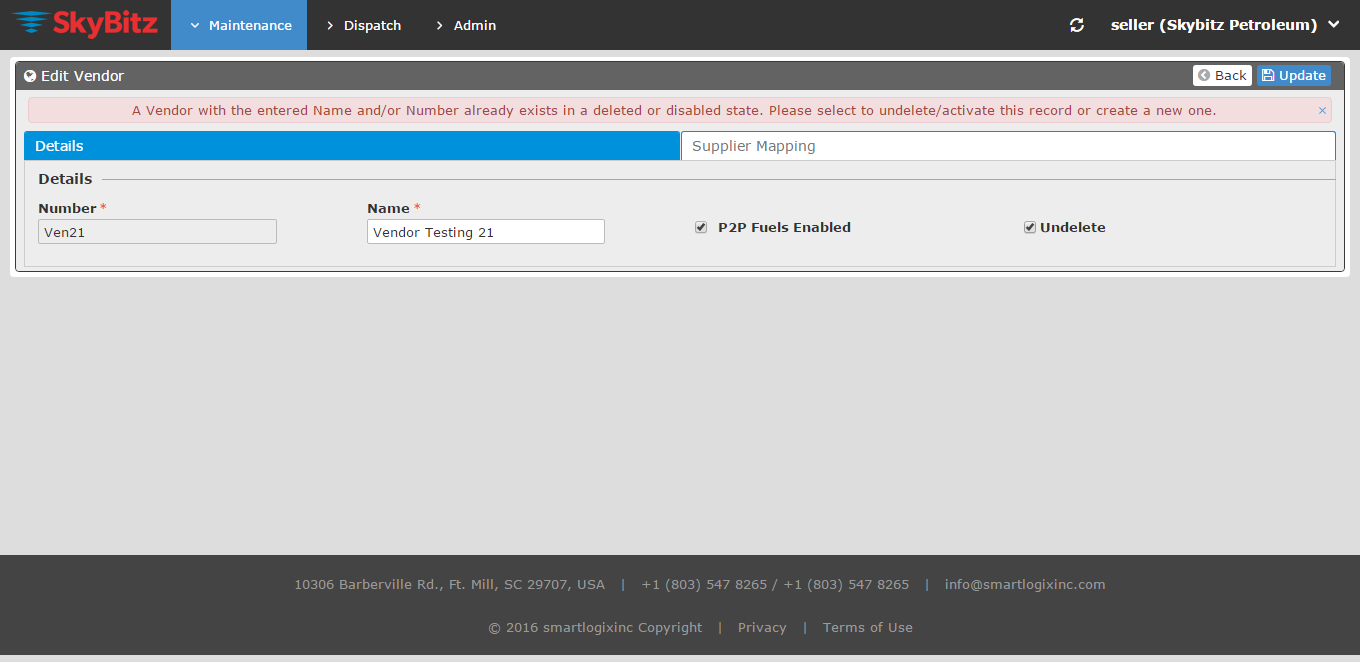 SkyBitz Maintenance Dispatch Admin seller (Skybitz Petroleum)
Edit Vendor Back Update
A Vendor with the entered Name and/or Number already exists in a deleted or disabled state. Please select to undelete/activate this record or create a new one. ×
Details Supplier Mapping
Details
Number * Name *
Ven21 Vendor Testing 21 P2P Fuels Enabled Undelete
10306 Barberville Rd., Ft. Mill, SC 29707, USA | +1 (803) 547 8265 / +1 (803) 547 8265 | info@smartlogixinc.com
© 2016 smartlogixinc Copyright | Privacy | Terms of Use